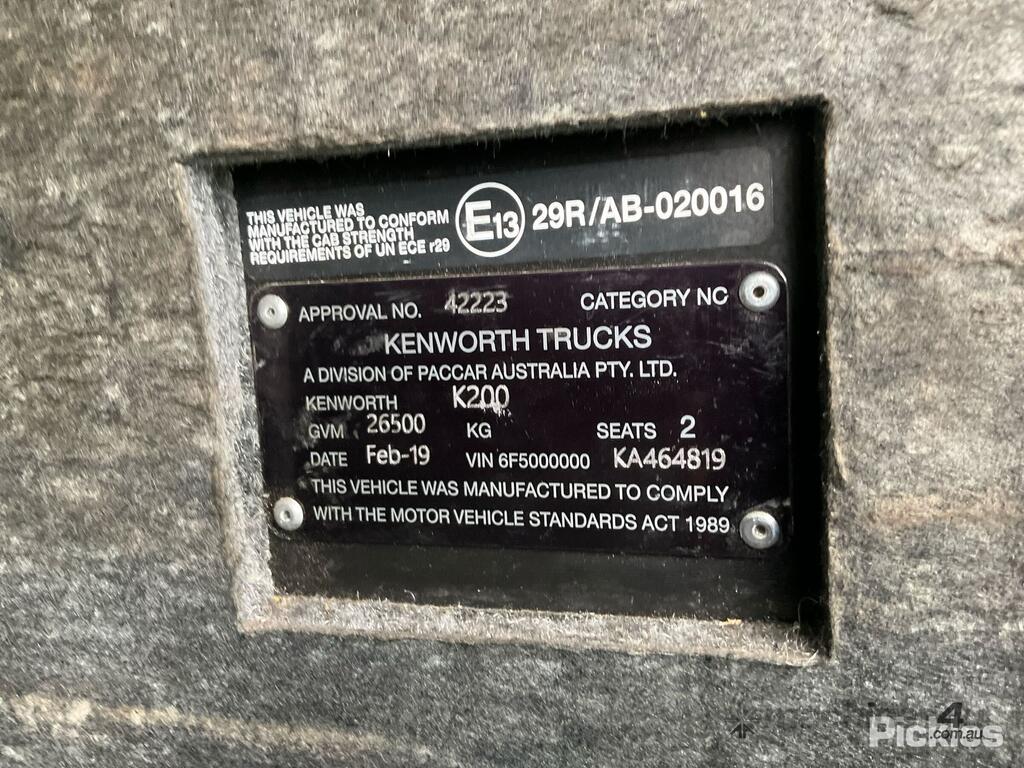 THIS VEHICLE WAS
MANUFACTURED TO CONFORM
WITH THE CAB STRENGTH
REQUIREMENTS OF UN ECE r29
E13 29R/AB-020016
APPROVAL NO. 42223 CATEGORY NC
KENWORTH TRUCKS
A DIVISION OF PACCAR AUSTRALIA PTY. LTD.
KENWORTH K200
GVM 26500 KG SEATS 2
DATE Feb-19 VIN 6F5000000 KA464819
THIS VEHICLE WAS MANUFACTURED TO COMPLY
WITH THE MOTOR VEHICLE STANDARDS ACT 1989
4
.com.au
Pickles